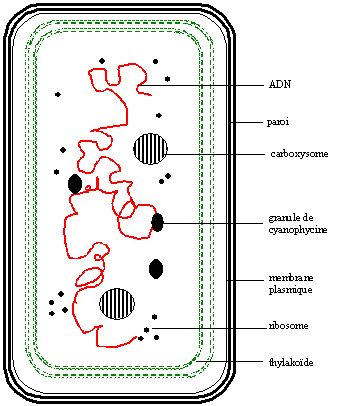 ADN
paroi
carboxysome
granule de
cyanophycine
membrane
plasmique
ribosome
thylakoïde